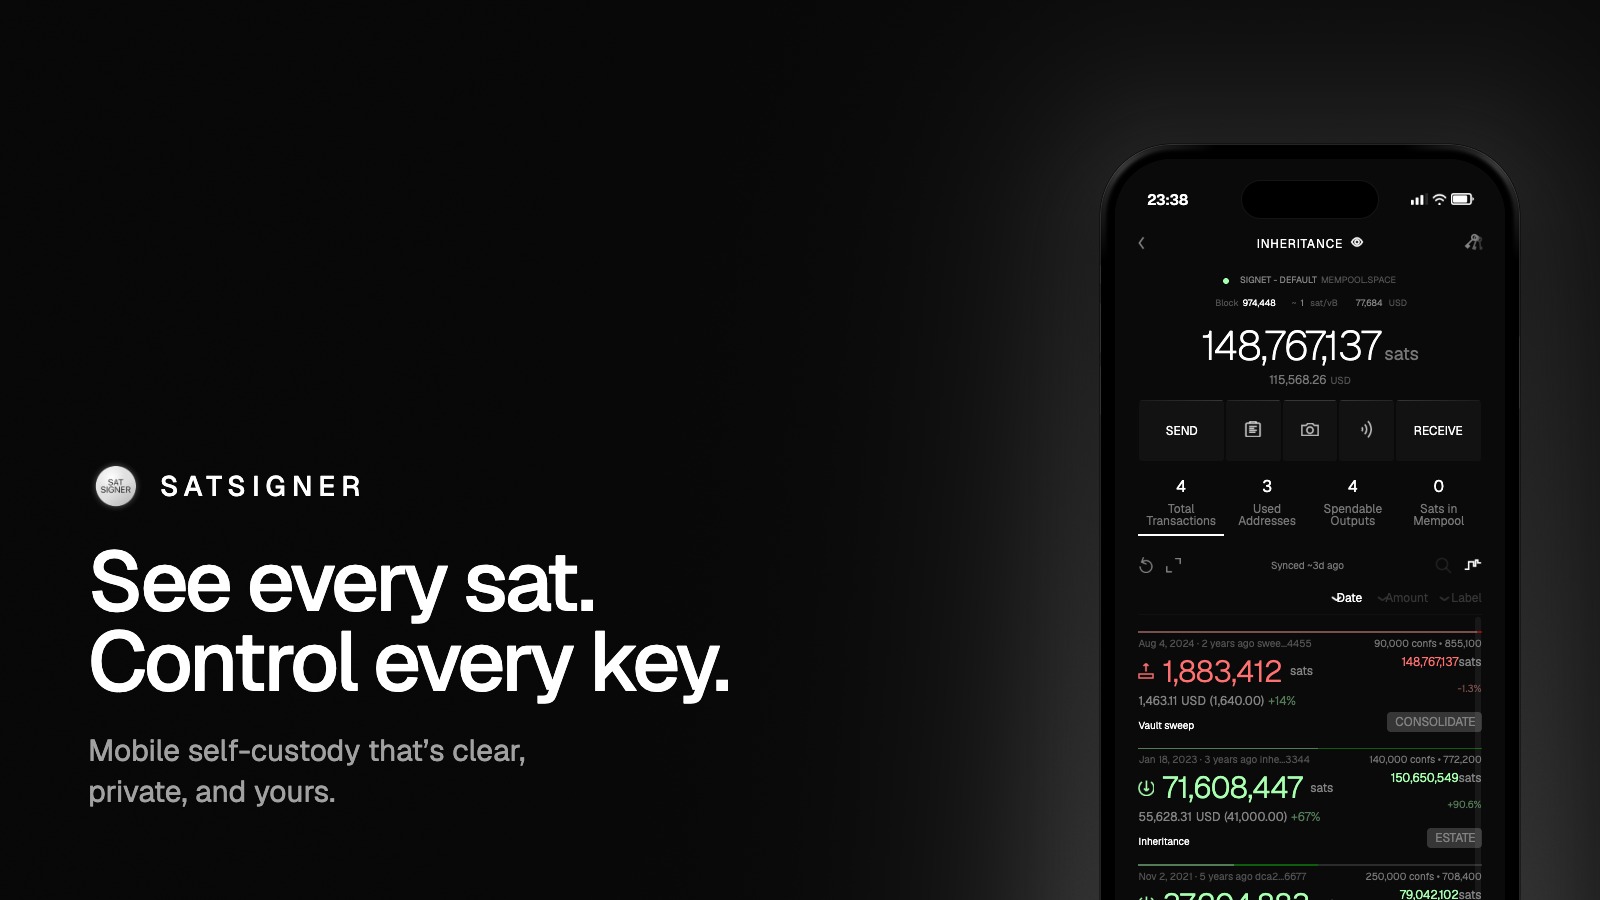 SAT
SIGNER
SATSIGNER
See every sat.
Control every key.
Mobile self-custody that's clear,
private, and yours.
23:38
INHERITANCE
SIGNET - DEFAULT MEMPOOL.SPACE
Block 974,448 ~ 1 sat/vB 77,684 USD
148,767,137 sats
115,568.26 USD
SEND
RECEIVE
4 3 4 0
Total Used Spendable Sats in
Transactions Addresses Outputs Mempool
Synced ~3d ago
Date Amount Label
Aug 4, 2024 · 2 years ago swee...4455 90,000 confs • 855,100
1,883,412 sats 148,767,137sats
-1.3%
1,463.11 USD (1,640.00) +14%
Vault sweep CONSOLIDATE
Jan 18, 2023 · 3 years ago inhe...3344 140,000 confs • 772,200
71,608,447 sats 150,650,549sats
+90.6%
55,628.31 USD (41,000.00) +67%
Inheritance ESTATE
Nov 2, 2021 · 5 years ago dca2...6677 250,000 confs • 708,400
79,042,102sats